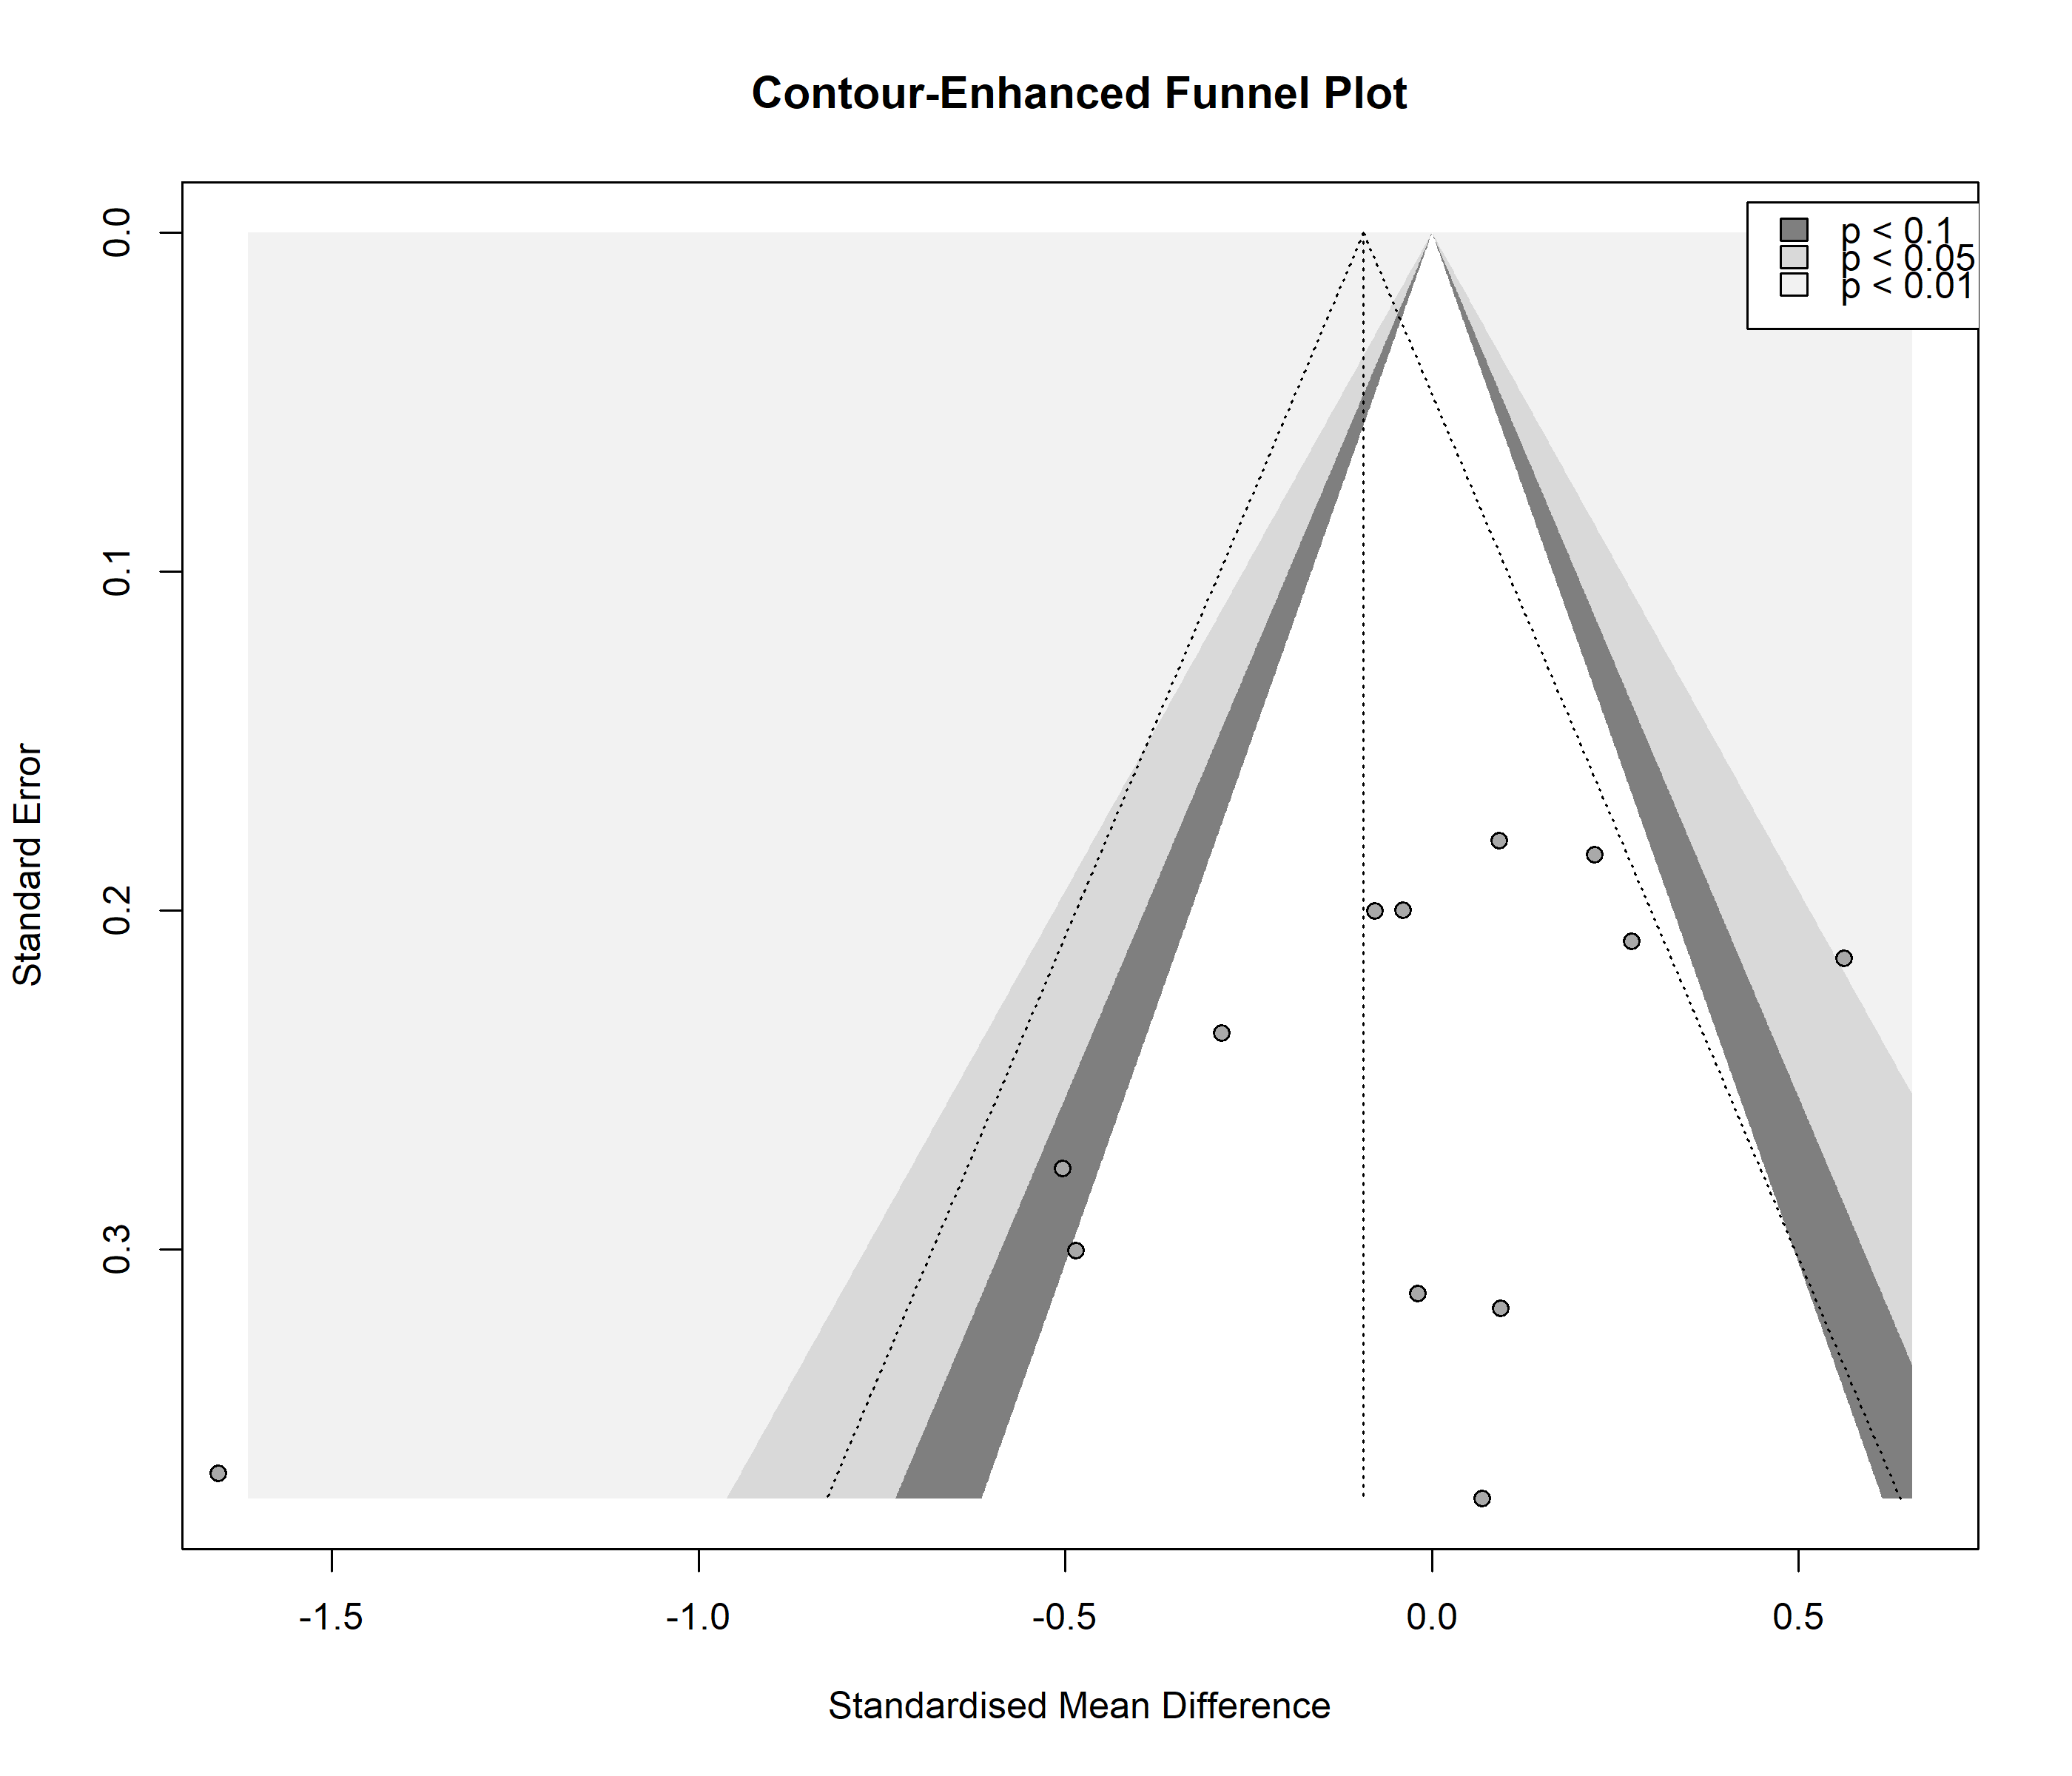 Contour-Enhanced Funnel Plot
p < 0.1
p < 0.05
p < 0.01
0.0
0.1
0.2
0.3
Standard Error
-1.5
-1.0
-0.5
0.0
0.5
Standardised Mean Difference